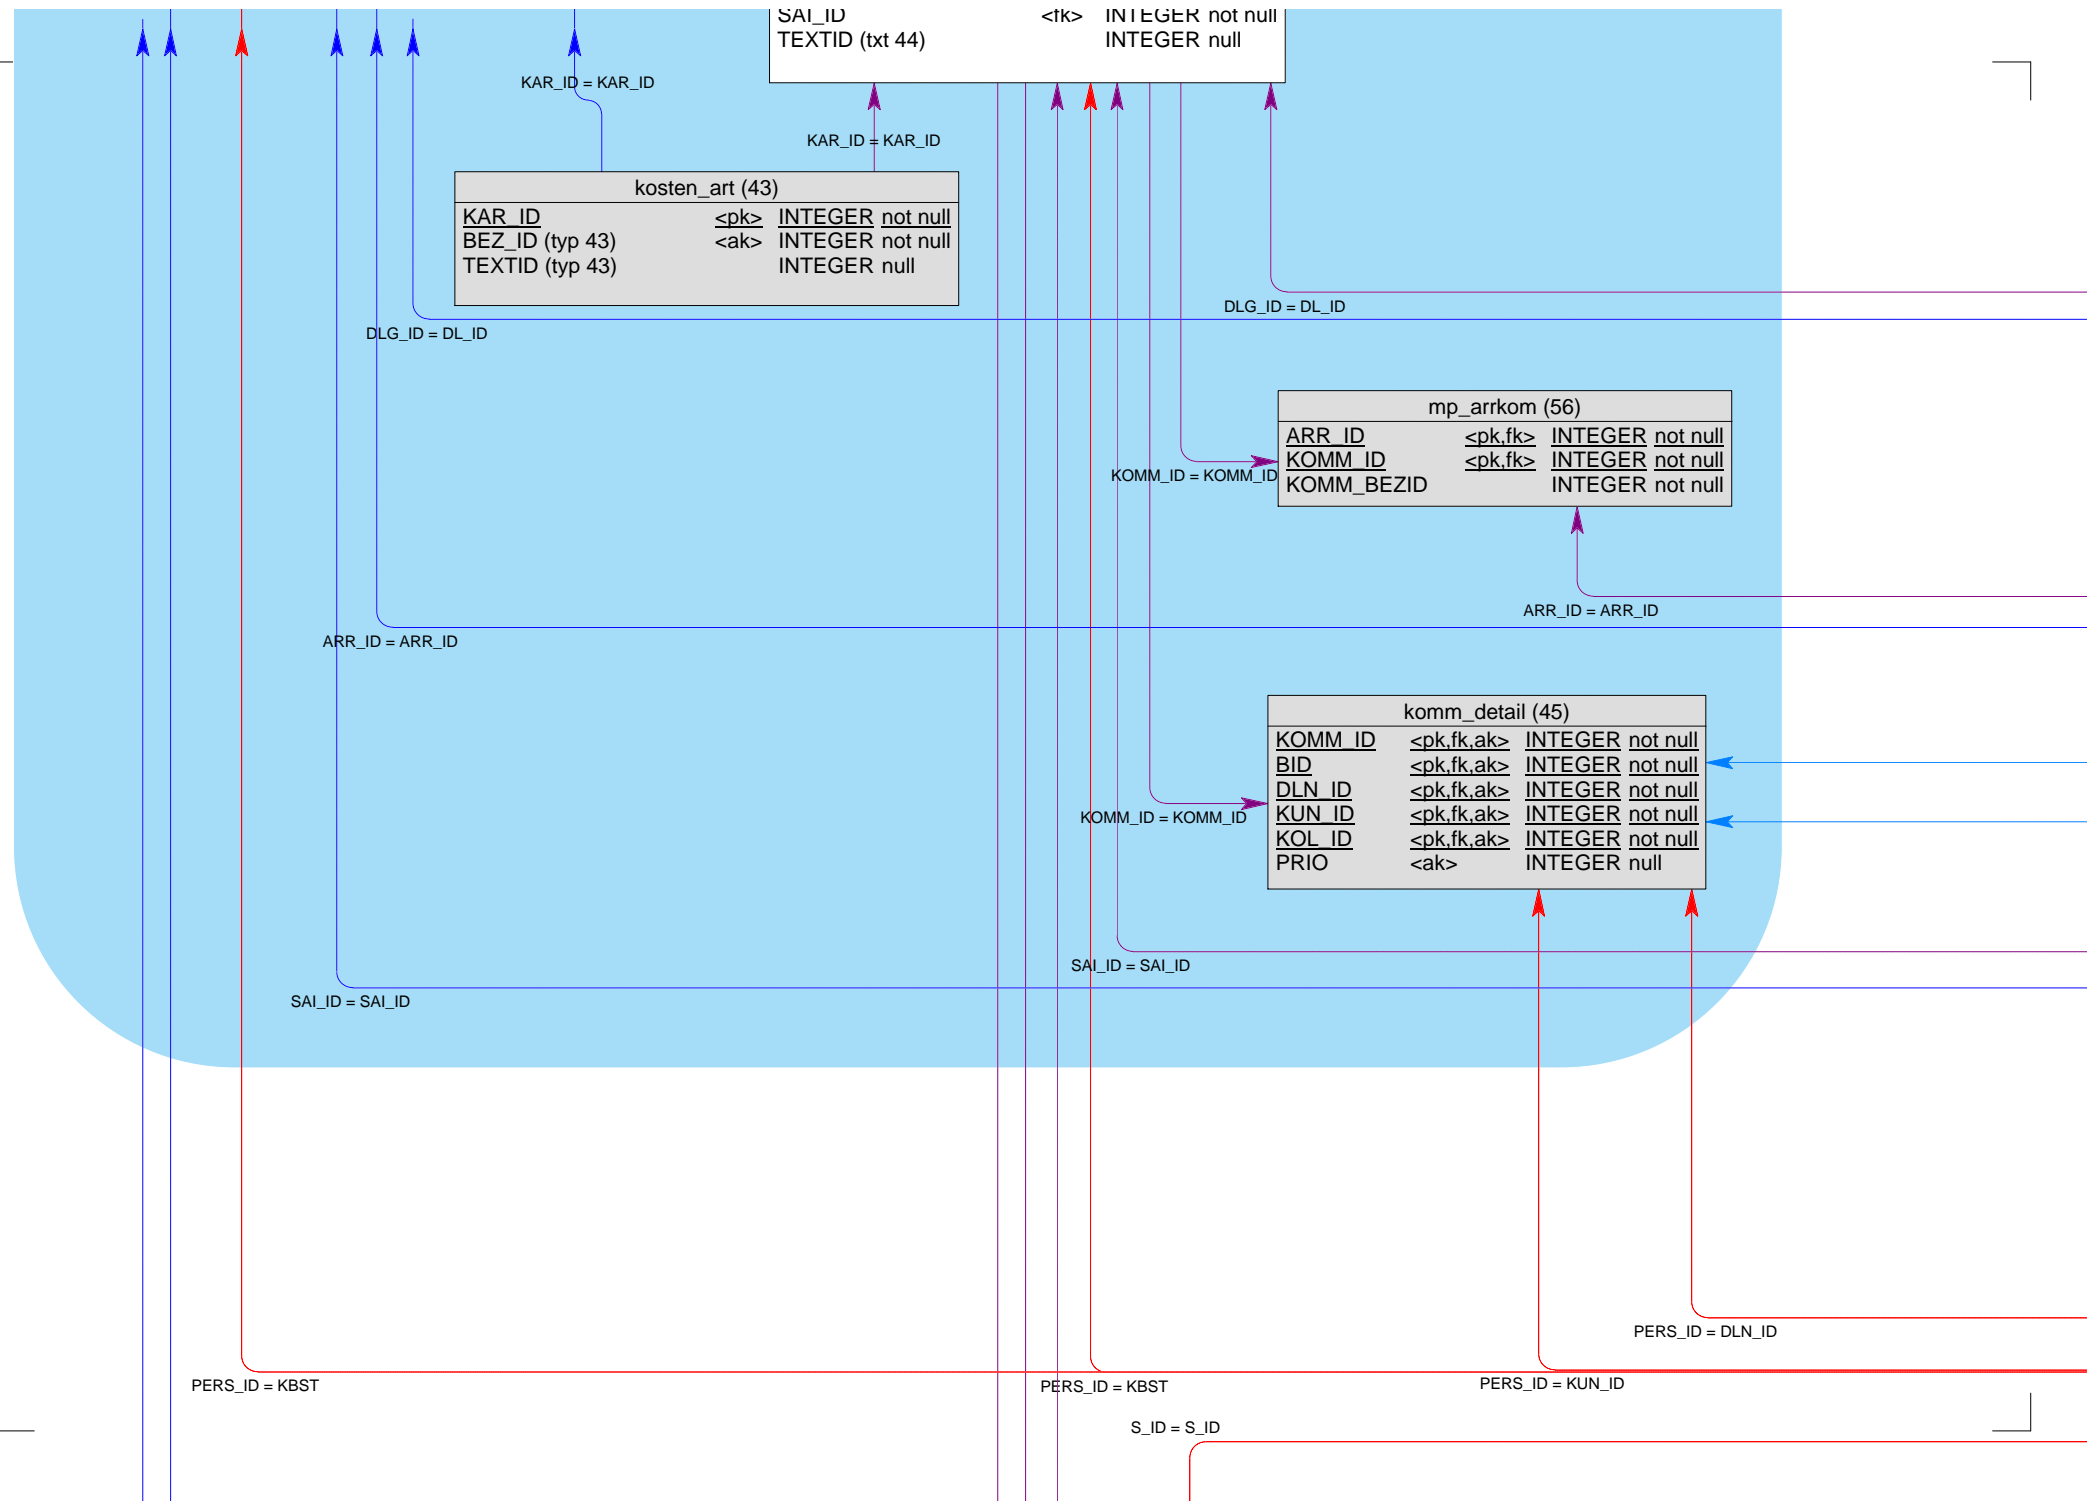 SAI_ID <fk> INTEGER not null
TEXTID (txt 44) INTEGER null
KAR_ID = KAR_ID
KAR_ID = KAR_ID
kosten_art (43)
KAR_ID <pk> INTEGER not null
BEZ_ID (typ 43) <ak> INTEGER not null
TEXTID (typ 43) INTEGER null
DLG_ID = DL_ID
DLG_ID = DL_ID
mp_arrkom (56)
ARR_ID <pk,fk> INTEGER not null
KOMM_ID <pk,fk> INTEGER not null
KOMM_BEZID INTEGER not null
KOMM_ID = KOMM_ID
ARR_ID = ARR_ID
ARR_ID = ARR_ID
komm_detail (45)
KOMM_ID <pk,fk,ak> INTEGER not null
BID <pk,fk,ak> INTEGER not null
DLN_ID <pk,fk,ak> INTEGER not null
KUN_ID <pk,fk,ak> INTEGER not null
KOL_ID <pk,fk,ak> INTEGER not null
PRIO <ak> INTEGER null
KOMM_ID = KOMM_ID
SAI_ID = SAI_ID
SAI_ID = SAI_ID
PERS_ID = DLN_ID
PERS_ID = KBST
PERS_ID = KBST
PERS_ID = KUN_ID
S_ID = S_ID